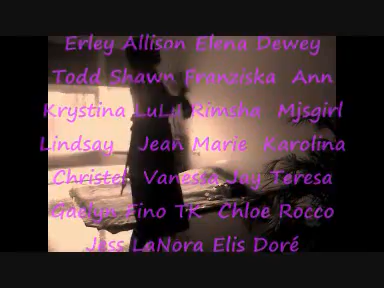 Erley Allison Elena Dewey
Todd Shawn Franziska Ann
Krystina LuLu Rimsha Mjsgirl
Lindsay Jean Marie Karolina
Christel Vanessa Jay Teresa
Gaelyn Fino TK Chloe Rocco
Jess LaNora Elis Doré